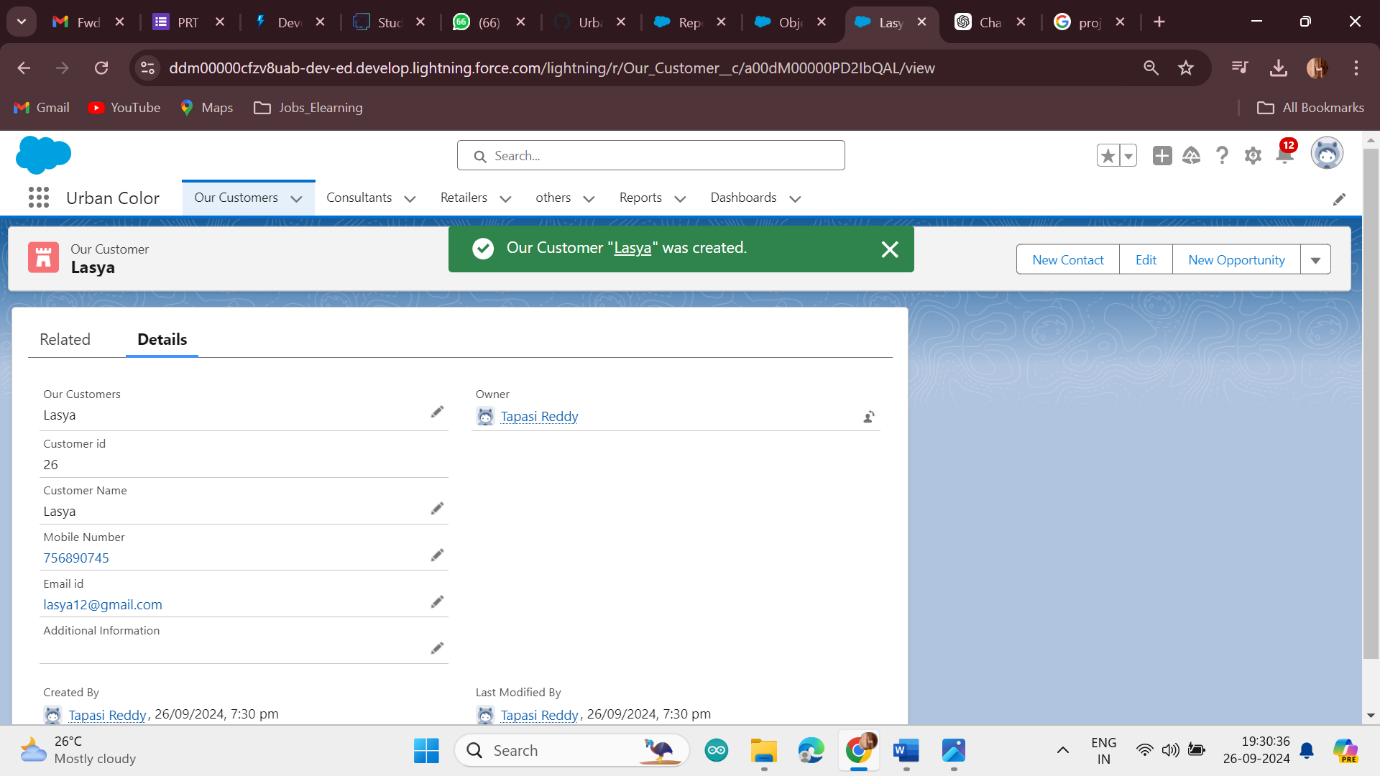 Fwd
PRT
Dev
Stuc
(66)
Urb
Rep
Obj
Lasy
Cha
proj
ddm00000cfzv8uab-dev-ed.develop.lightning.force.com/lightning/r/Our_Customer__c/a00dM00000PD2IbQAL/view
Gmail
YouTube
Maps
Jobs_Elearning
All Bookmarks
Search...
12
Urban Color
Our Customers
Consultants
Retailers
others
Reports
Dashboards
Our Customer
Lasya
Our Customer "Lasya" was created.
New Contact
Edit
New Opportunity
Related
Details
Our Customers
Lasya
Owner
Tapasi Reddy
Customer id
26
Customer Name
Lasya
Mobile Number
756890745
Email id
lasya12@gmail.com
Additional Information
Created By
Tapasi Reddy, 26/09/2024, 7:30 pm
Last Modified By
Tapasi Reddy, 26/09/2024, 7:30 pm
26°C
Mostly cloudy
Search
ENG
IN
19:30:36
26-09-2024
PRE